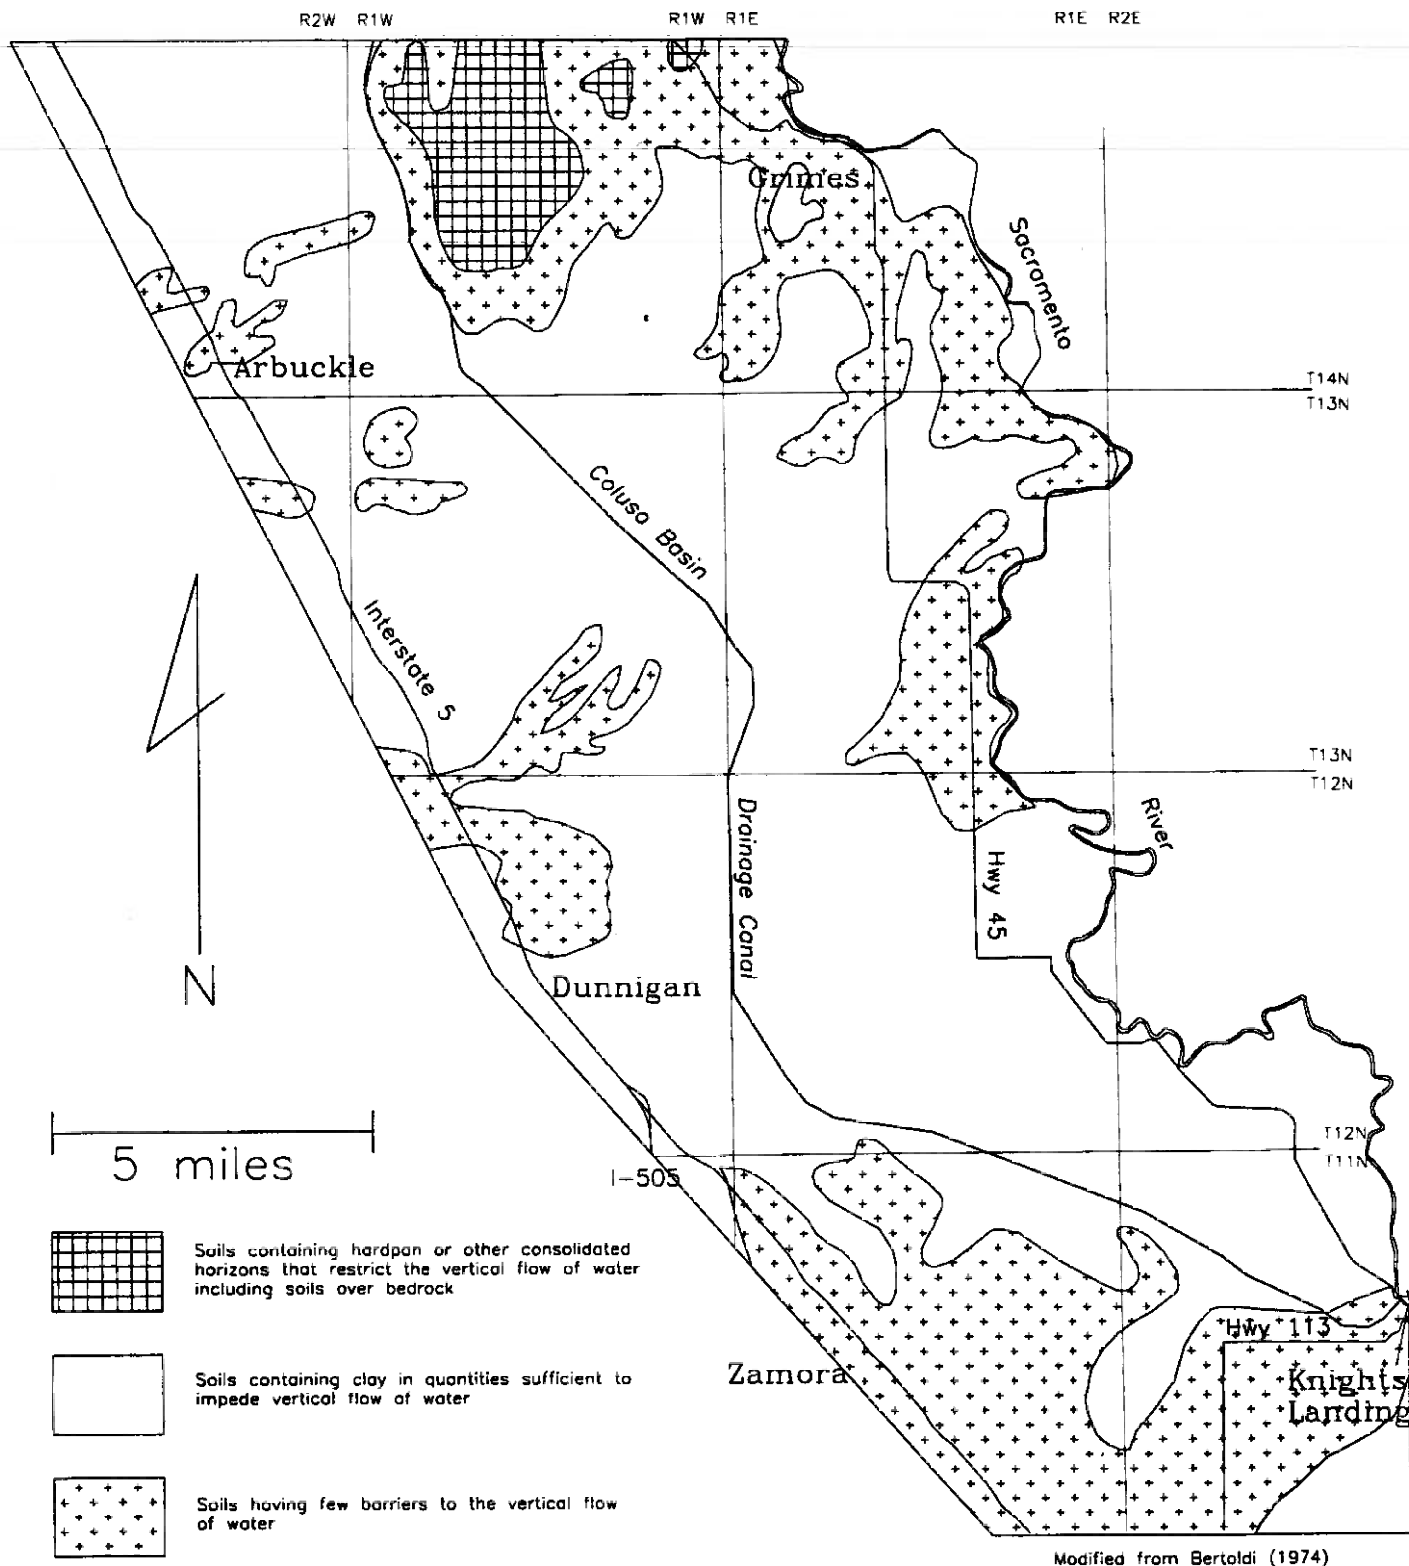 R2W R1W
R1W R1E
R1E R2E
Grimes
Sacramento
Arbuckle
T14N
T13N
Colusa Basin
Interstate 5
T13N
T12N
River
Drainage Canal
Hwy 45
N
Dunnigan
5 miles
T12N
T11N
I-505
Soils containing hardpan or other consolidated
horizons that restrict the vertical flow of water
including soils over bedrock
Hwy 113
Zamora
Knights
Landing
Soils containing clay in quantities sufficient to
impede vertical flow of water
Soils having few barriers to the vertical flow
of water
Modified from Bertoldi (1974)